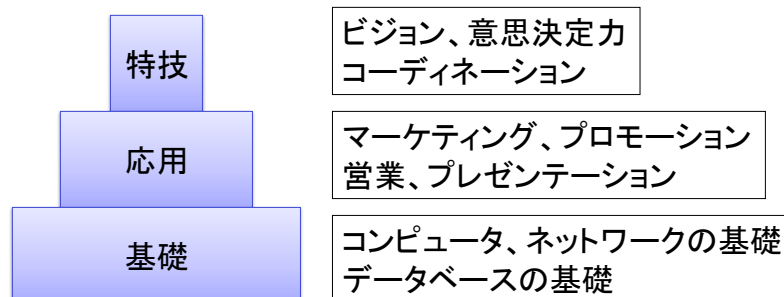 特技
ビジョン、意思決定力
コーディネーション
応用
マーケティング、プロモーション
営業、プレゼンテーション
基礎
コンピュータ、ネットワークの基礎
データベースの基礎